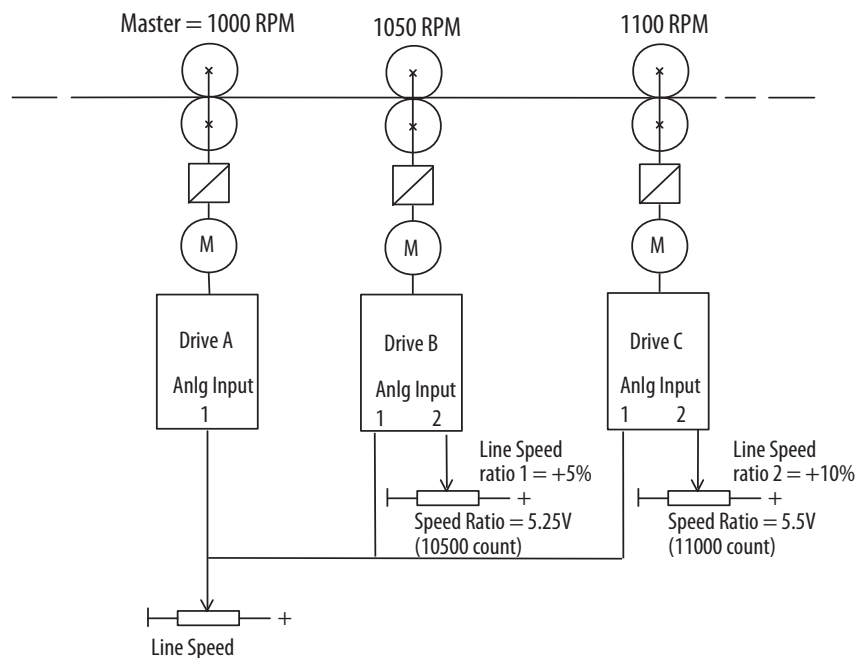 Master = 1000 RPM
1050 RPM
1100 RPM
M
M
M
Drive A
Anlg Input
1
Drive B
Anlg Input
1 2
Drive C
Anlg Input
1 2
Line Speed
ratio 1 = +5%
+
Speed Ratio = 5.25V
(10500 count)
Line Speed
ratio 2 = +10%
+
Speed Ratio = 5.5V
(11000 count)
+
Line Speed